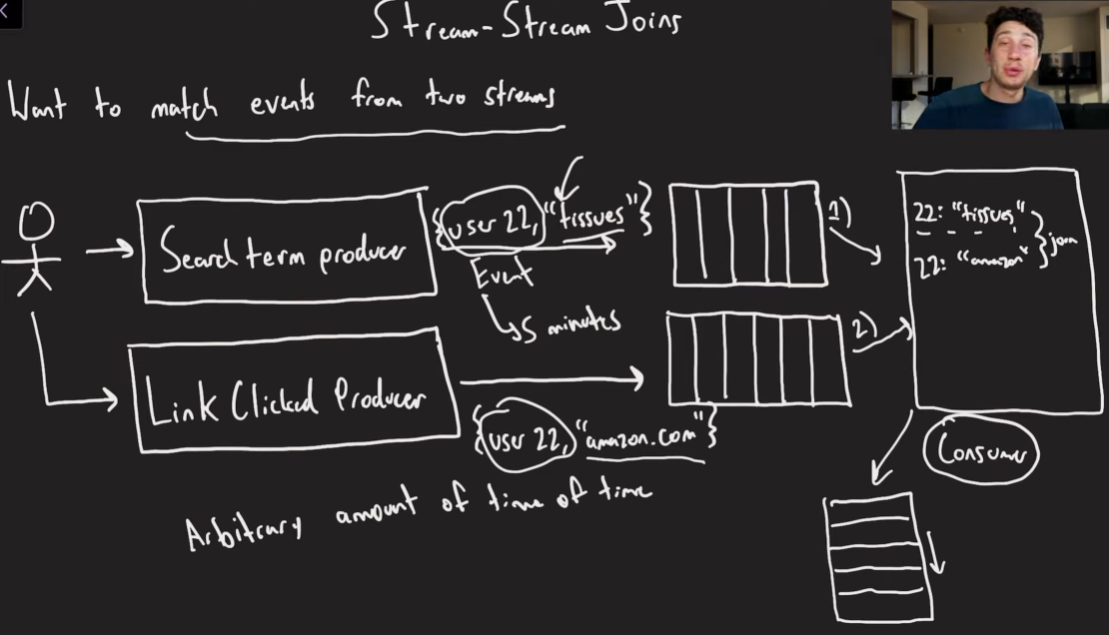 Stream-Stream Joins
Want to match events from two streams
Search term producer
{user 22, "tissues"}
Event
5 minutes
1)
22: "tissues"
22: "amazon"
join
Link Clicked Producer
{user 22, "amazon.com"}
2)
Consumer
Arbitrary amount of time of time